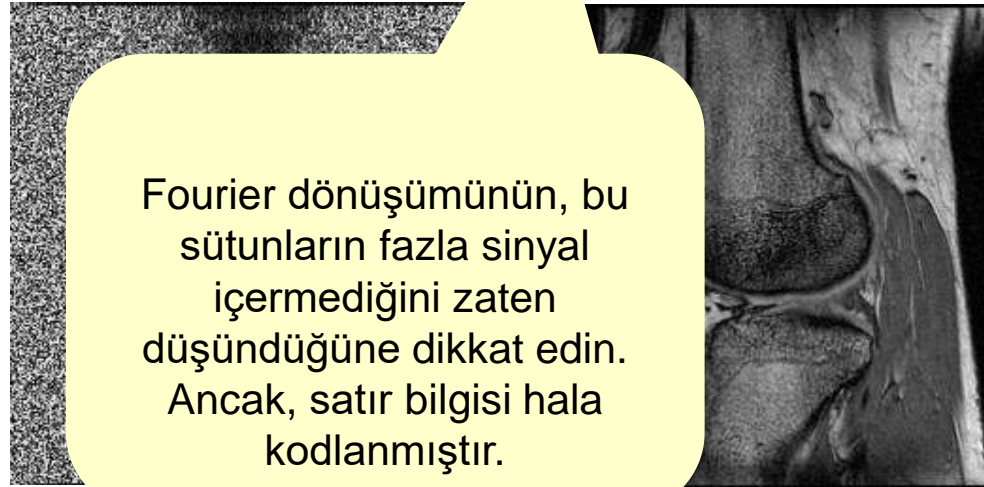 Fourier dönüşümünün, bu
sütunların fazla sinyal
içermediğini zaten
düşündüğüne dikkat edin.
Ancak, satır bilgisi hala
kodlanmıştır.